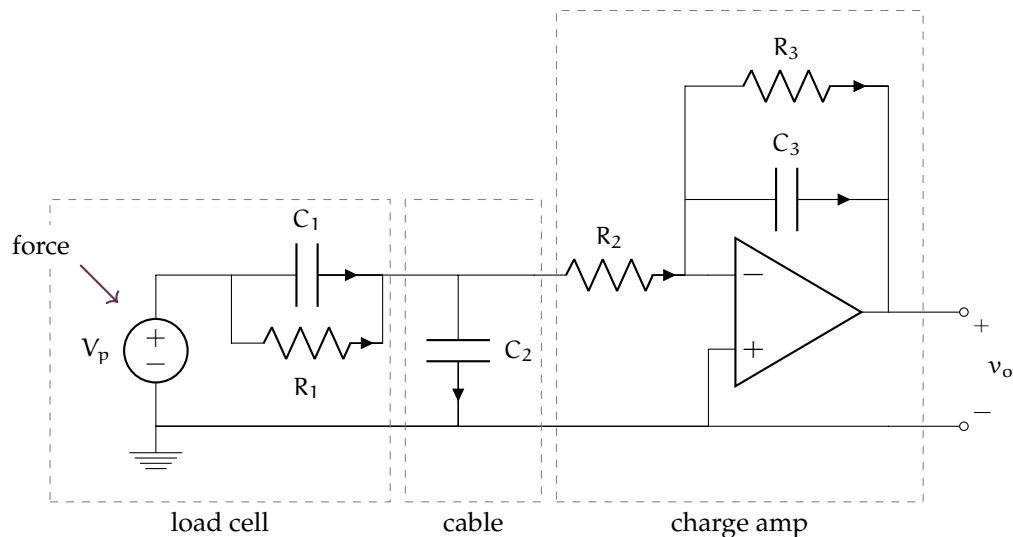 R₃
C₃
C₁
force
R₂
−
+
−
V_p
R₁
C₂
+
+
v_o
−
load cell
cable
charge amp